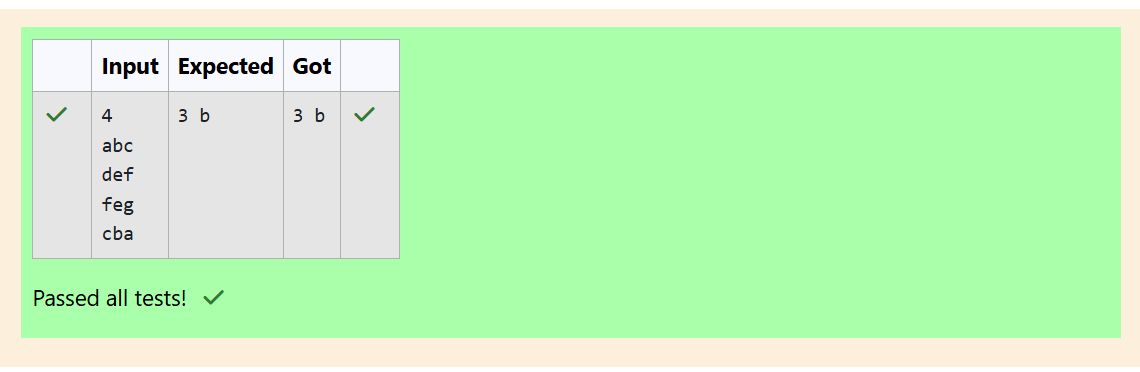 Input Expected Got
4 3 b 3 b
abc
def
feg
cba
Passed all tests!